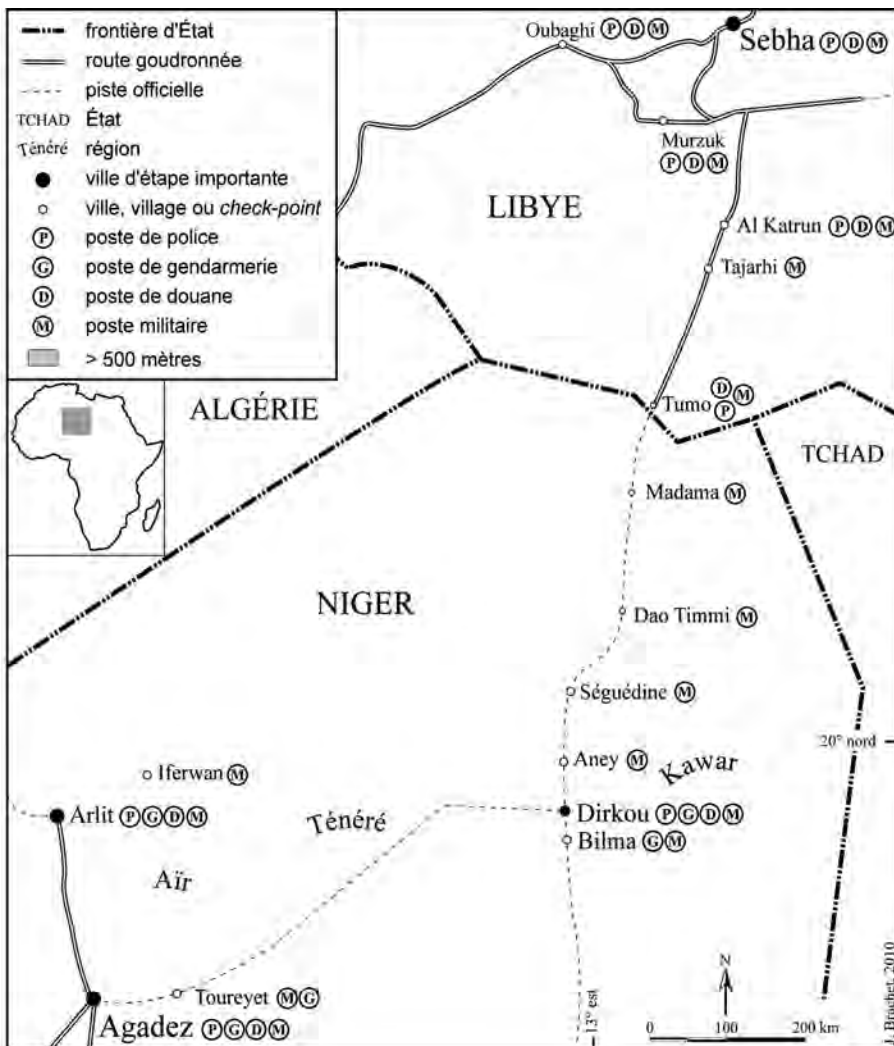 frontière d'État
route goudronnée
piste officielle
TCHAD État
Ténéré région
ville d'étape importante
ville, village ou check-point
P poste de police
G poste de gendarmerie
D poste de douane
M poste militaire
> 500 mètres
Oubaghi P D M
Sebha P D M
Murzuk
P D M
LIBYE
Al Katrun P D M
Tajarhi M
ALGÉRIE
Tumo D M
P
TCHAD
Madama M
NIGER
Dao Timmi M
Séguédine M
20° nord
Iferwan M
Aney M
Kawar
Arlit P G D M
Ténéré
Dirkou P G D M
Bilma G M
Aïr
Toureyet M G
Agadez P G D M
13° est
N
0 100 200 km
J. Brachet, 2010